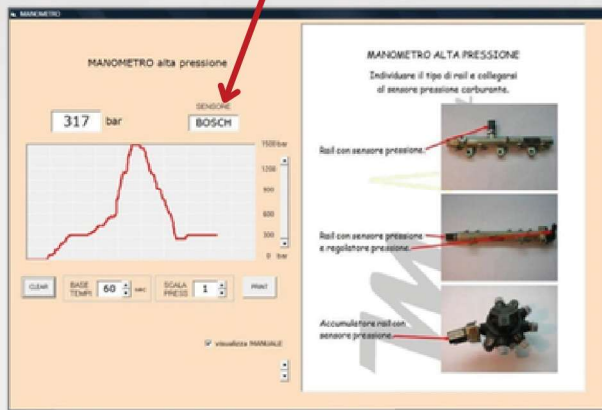 MANOMETRO
MANOMETRO alta pressione
317 bar
SENSORE
BOSCH
1500 bar
1200
900
600
300
0 bar
CLEAR
BASE TEMPI 60 sec
SCALA PRESS 1
PRINT
visualizza MANUALE
MANOMETRO ALTA PRESSIONE
Individuare il tipo di rail e collegarsi
al sensore pressione carburante.
Rail con sensore pressione.
Rail con sensore pressione
e regolatore pressione.
Accumulatore rail con
sensore pressione.